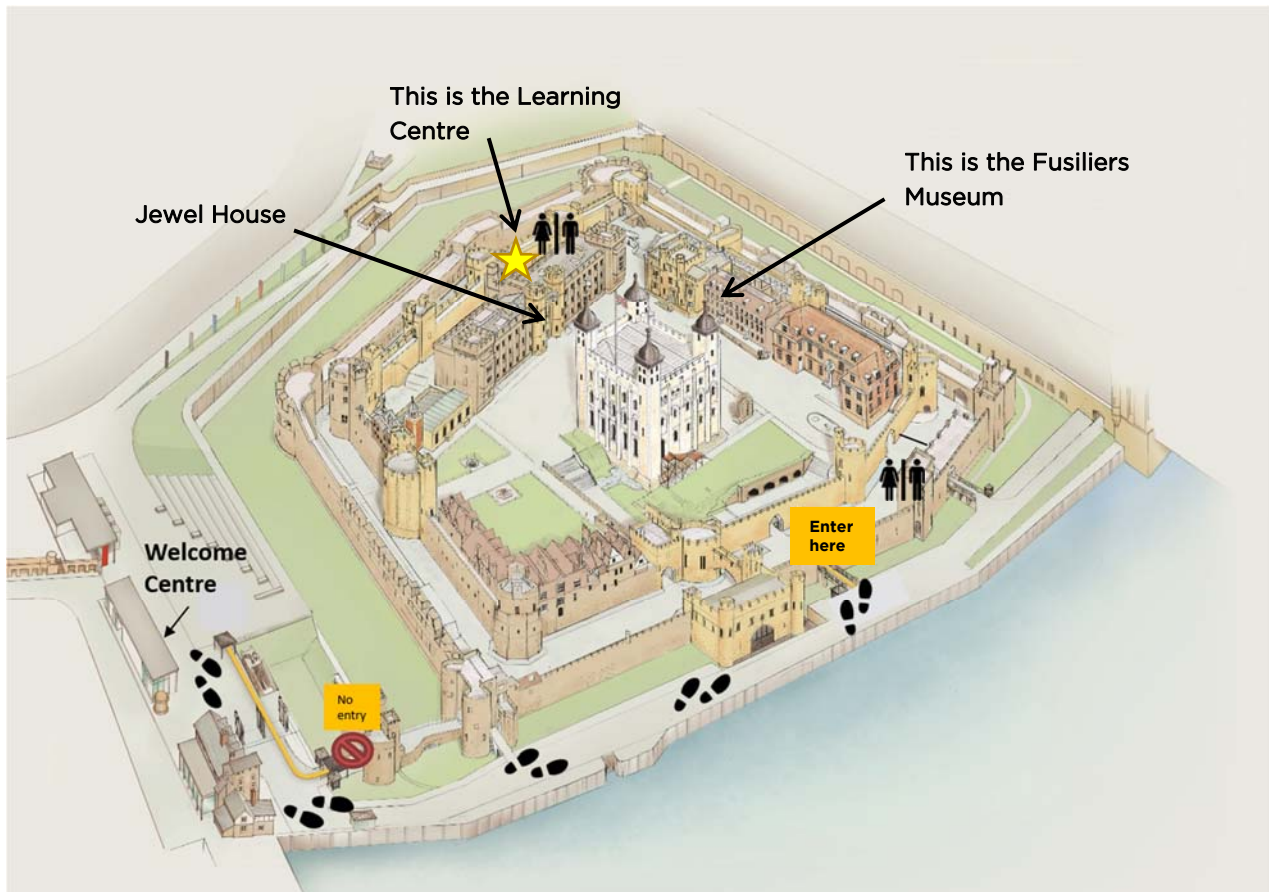 This is the Learning
Centre
This is the Fusiliers
Museum
Jewel House
Enter
here
Welcome
Centre
No
entry